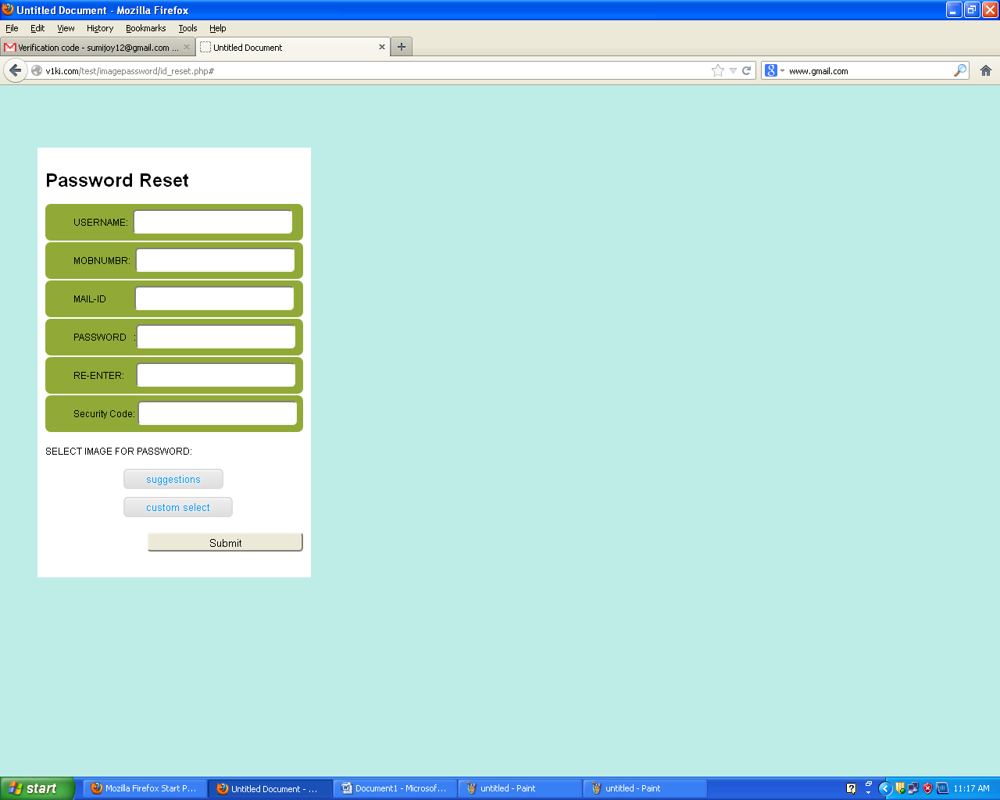 Untitled Document - Mozilla Firefox
File Edit View History Bookmarks Tools Help
Verification code - sumijoy12@gmail.com ... Untitled Document
v1ki.com/test/imagepassword/id_reset.php# www.gmail.com
Password Reset
USERNAME:
MOBNUMBR:
MAIL-ID
PASSWORD :
RE-ENTER:
Security Code:
SELECT IMAGE FOR PASSWORD:
suggestions
custom select
Submit
start Mozilla Firefox Start P... Untitled Document - ... Document1 - Microsof... untitled - Paint untitled - Paint 11:17 AM